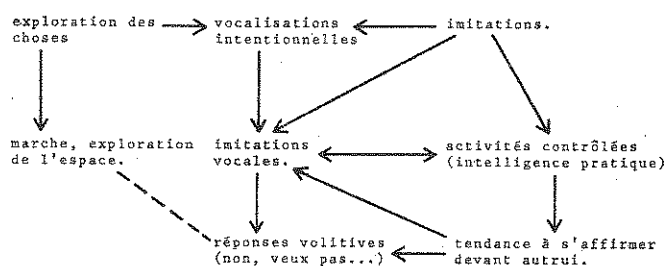 exploration des
choses
vocalisations
intentionnelles
imitations.
marche, exploration
de l'espace.
imitations
vocales.
activités contrôlées
(intelligence pratique)
réponses volitives
(non, veux pas...)
tendance à s'affirmer
devant autrui.